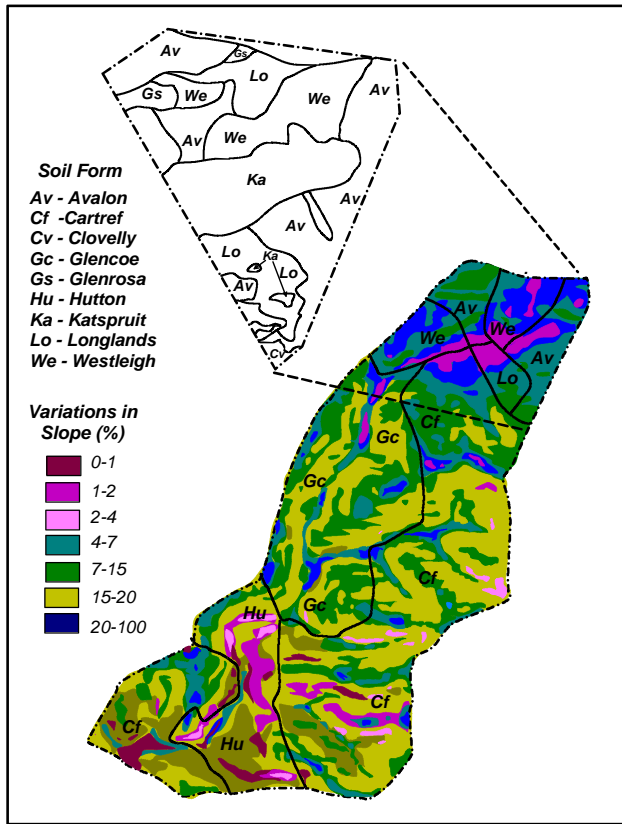 Av
Gs
Lo
Av
Gs
We
We
Av
We
Ka
Av
Av
Lo
Ka
Lo
Av
Cv
Soil Form
Av - Avalon
Cf -Cartref
Cv - Clovelly
Gc - Glencoe
Gs - Glenrosa
Hu - Hutton
Ka - Katspruit
Lo - Longlands
We - Westleigh
Variations in
Slope (%)
0-1
1-2
2-4
4-7
7-15
15-20
20-100
Av
We
We
Av
Lo
Cf
Gc
Gc
Cf
Gc
Hu
Cf
Cf
Hu